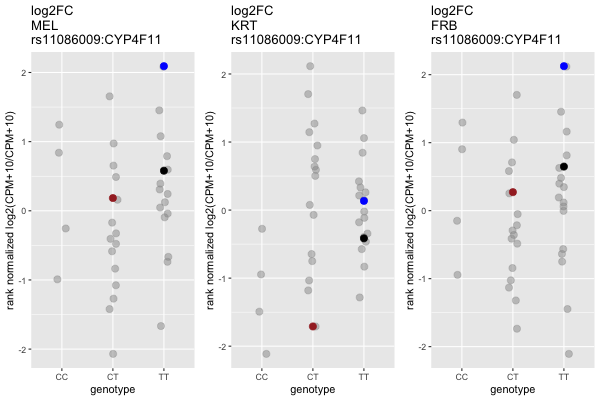 log2FC
MEL
rs11086009:CYP4F11
rank normalized log2(CPM+10/CPM+10)
2
1
0
-1
-2
CC CT TT
genotype
log2FC
KRT
rs11086009:CYP4F11
rank normalized log2(CPM+10/CPM+10)
2
1
0
-1
-2
CC CT TT
genotype
log2FC
FRB
rs11086009:CYP4F11
rank normalized log2(CPM+10/CPM+10)
2
1
0
-1
-2
CC CT TT
genotype